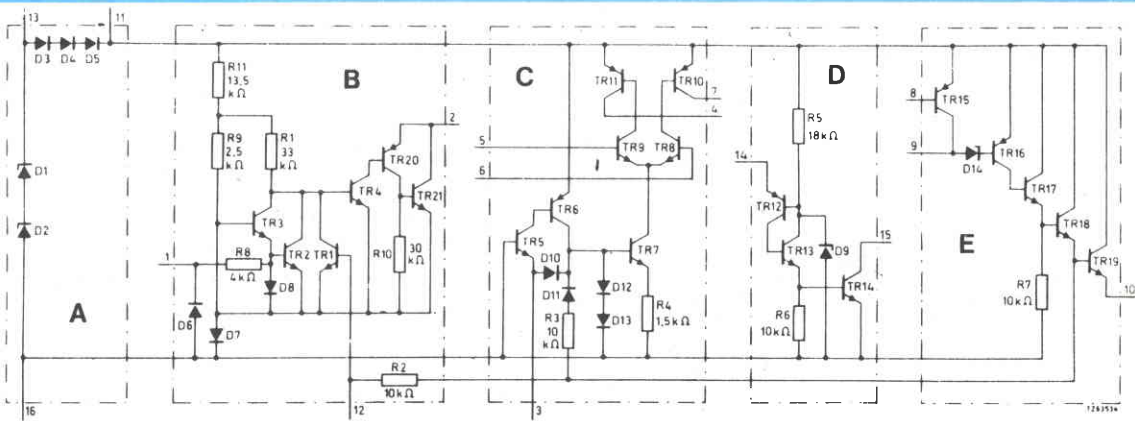 13
11
D3 D4 D5
D1
D2
A
16
B
R11
13,5
kΩ
R9
2,5
kΩ
R1
33
kΩ
2
TR20
TR4
TR21
TR3
R8
4kΩ
TR2
TR1
R10
30
kΩ
1
D8
D6
D7
R2
10kΩ
12
C
TR11
TR10
7
4
5
TR9
TR8
6
TR6
TR5
TR7
D10
D11
D12
D13
R3
10
kΩ
R4
1,5kΩ
3
D
R5
18kΩ
14
TR12
TR13
D9
15
TR14
R6
10kΩ
8
TR15
9
D14
TR16
TR17
TR18
TR19
E
R7
10kΩ
10